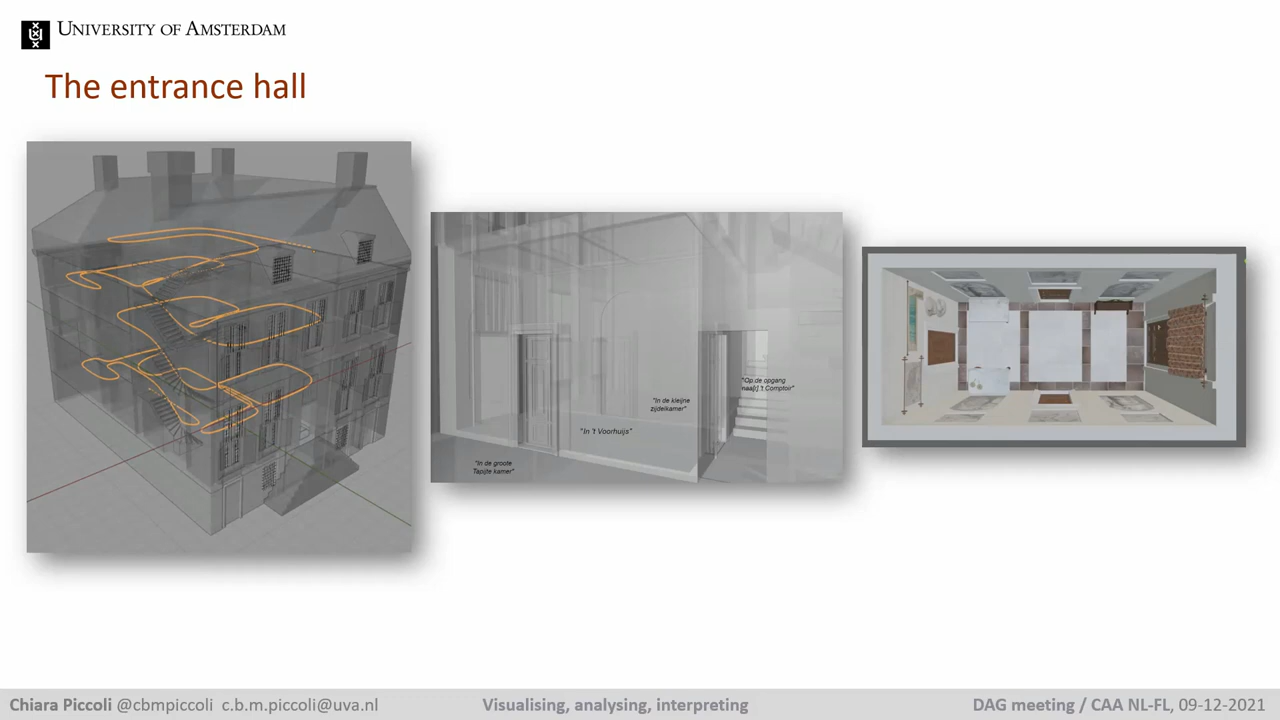 UNIVERSITY OF AMSTERDAM
The entrance hall
"Op de opgang
naa[r] 't Comptoir"
"In de kleijne
zijdelkamer"
"In 't Voorhuijs"
"In de groote
Tapijte kamer"
Chiara Piccoli @cbmpiccoli c.b.m.piccoli@uva.nl
Visualising, analysing, interpreting
DAG meeting / CAA NL-FL, 09-12-2021